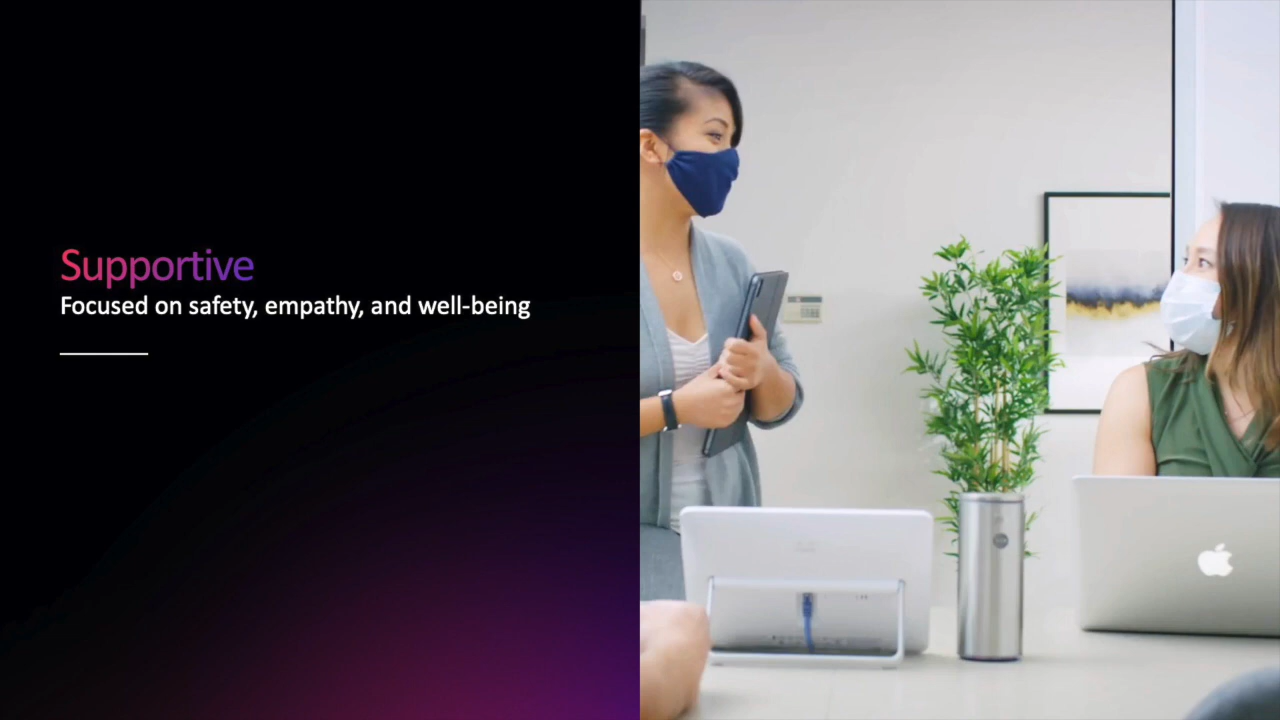 Supportive
Focused on safety, empathy, and well-being